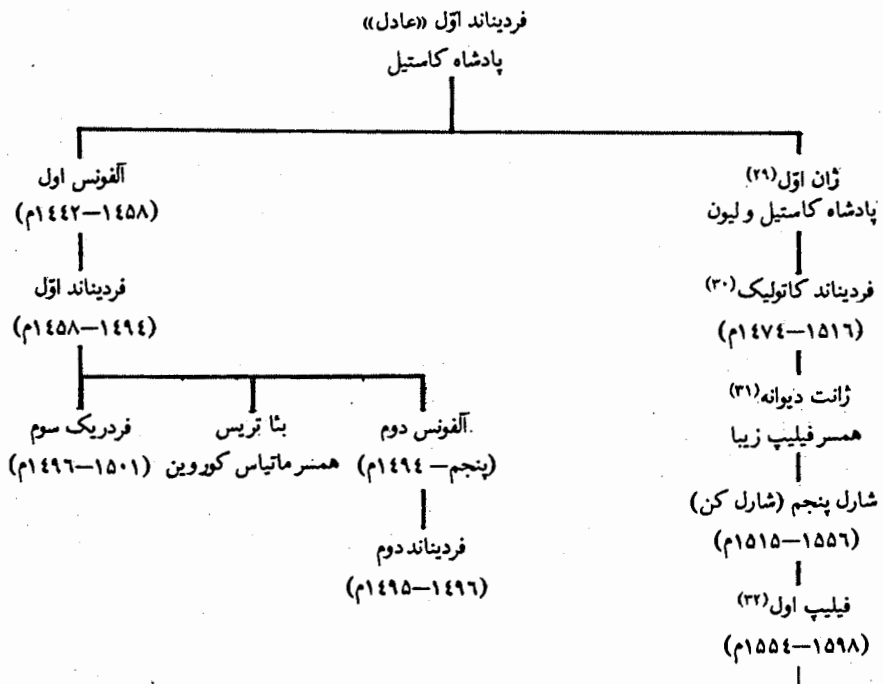 فردیناند اوّل «عادل»
پادشاه کاستیل
ژان اوّل(۲۹)
پادشاه کاستیل و لیون
فردیناند کاتولیک(۳۰)
(۱۴۷۴—۱۵۱۶م)
ژانت دیوانه(۳۱)
همسر فیلیپ زیبا
شارل پنجم (شارل کن)
(۱۵۱۵—۱۵۵۶م)
فیلیپ اول(۳۲)
(۱۵۵۴—۱۵۹۸م)
آلفونس اول
(۱۴۴۲—۱۴۵۸م)
فردیناند اوّل
(۱۴۵۸—۱۴۹۴م)
آلفونس دوم
(پنجم— ۱۴۹۴م)
فردیناند دوم
(۱۴۹۵—۱۴۹۶م)
بئا تریس
همسر ماتیاس کوروین
فردریک سوم
(۱۴۹۶—۱۵۰۱م)